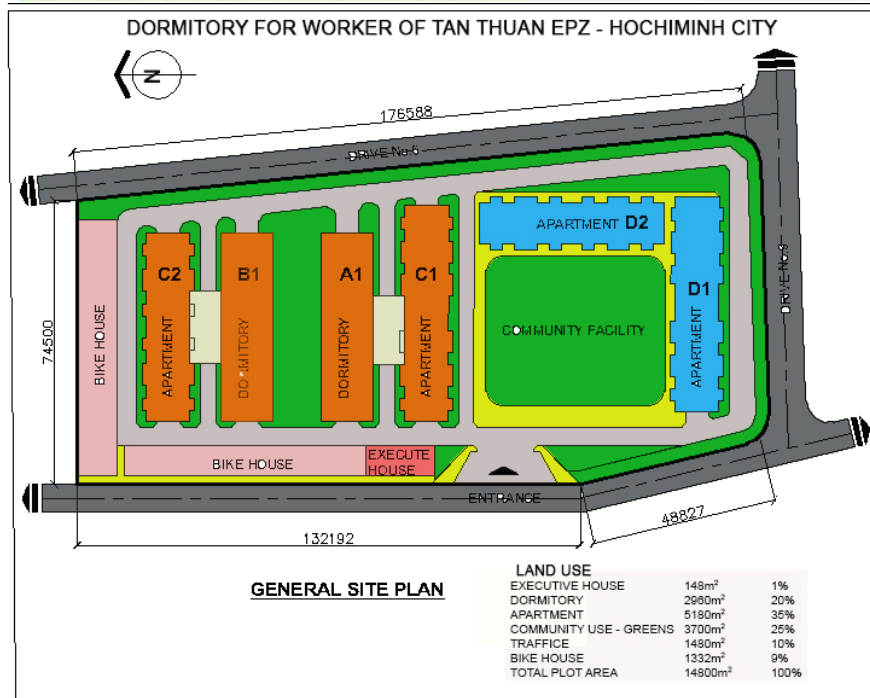 DORMITORY FOR WORKER OF TAN THUAN EPZ - HOCHIMINH CITY
N
176588
DRIVE No.5
C2
B1
A1
C1
APARTMENT D2
D1
DRIVE No.9
74500
BIKE HOUSE
APARTMENT
DORMITORY
DORMITORY
APARTMENT
COMMUNITY FACILITY
APARTMENT
BIKE HOUSE
EXECUTE
HOUSE
ENTRANCE
48827
132192
GENERAL SITE PLAN
LAND USE
EXECUTIVE HOUSE 148m² 1%
DORMITORY 2960m² 20%
APARTMENT 5180m² 35%
COMMUNITY USE - GREENS 3700m² 25%
TRAFFICE 1480m² 10%
BIKE HOUSE 1332m² 9%
TOTAL PLOT AREA 14800m² 100%